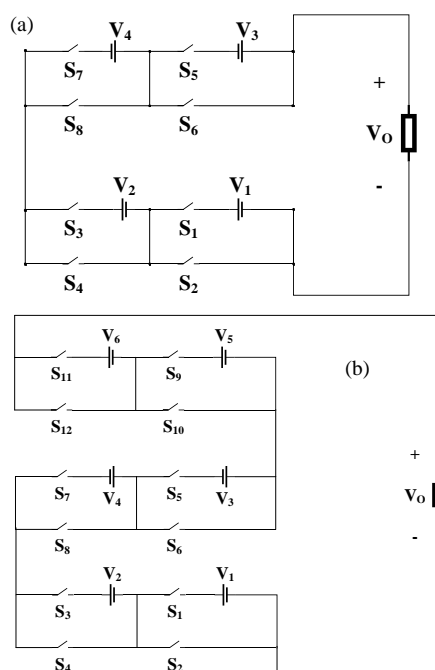 (a)
V4 V3
S7 S5
S8 S6
+
VO
-
V2 V1
S3 S1
S4 S2
V6 V5
(b)
S11 S9
S12 S10
+
S7 V4 S5 V3
VO
S8 S6
-
V2 V1
S3 S1
S4 S2